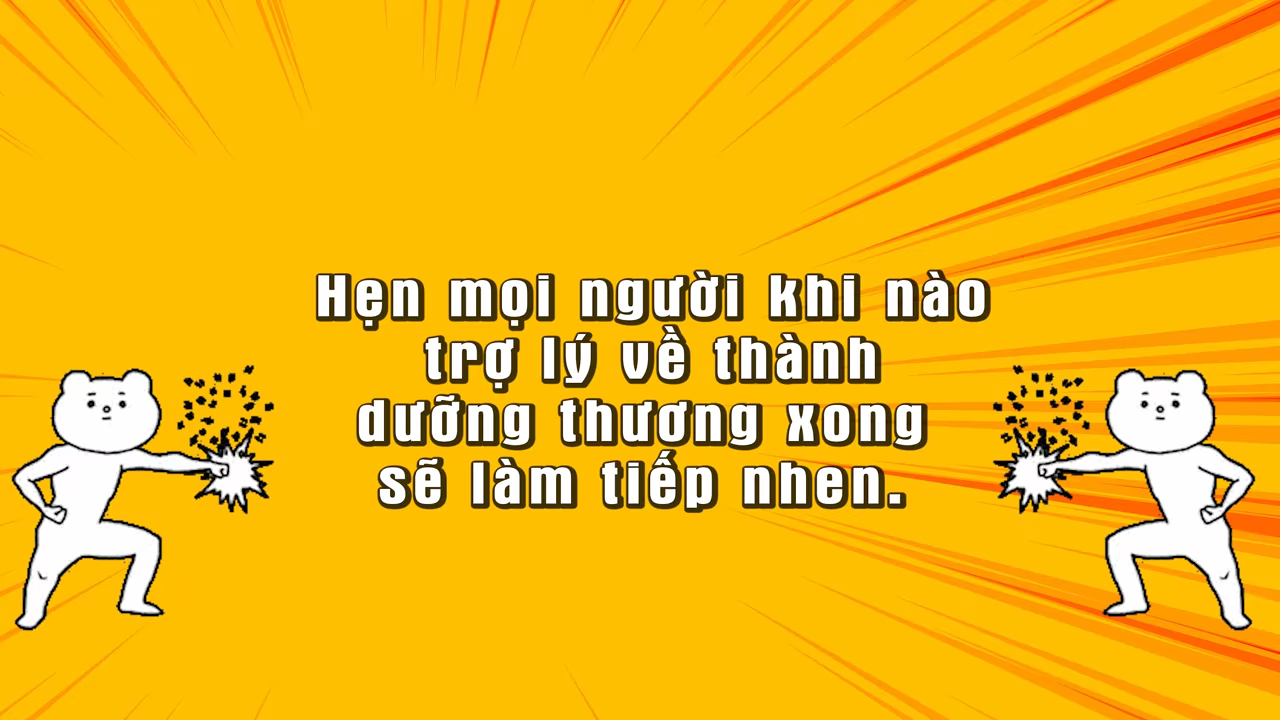 Hẹn mọi người khi nào
trợ lý về thành
dưỡng thương xong
sẽ làm tiếp nhen.